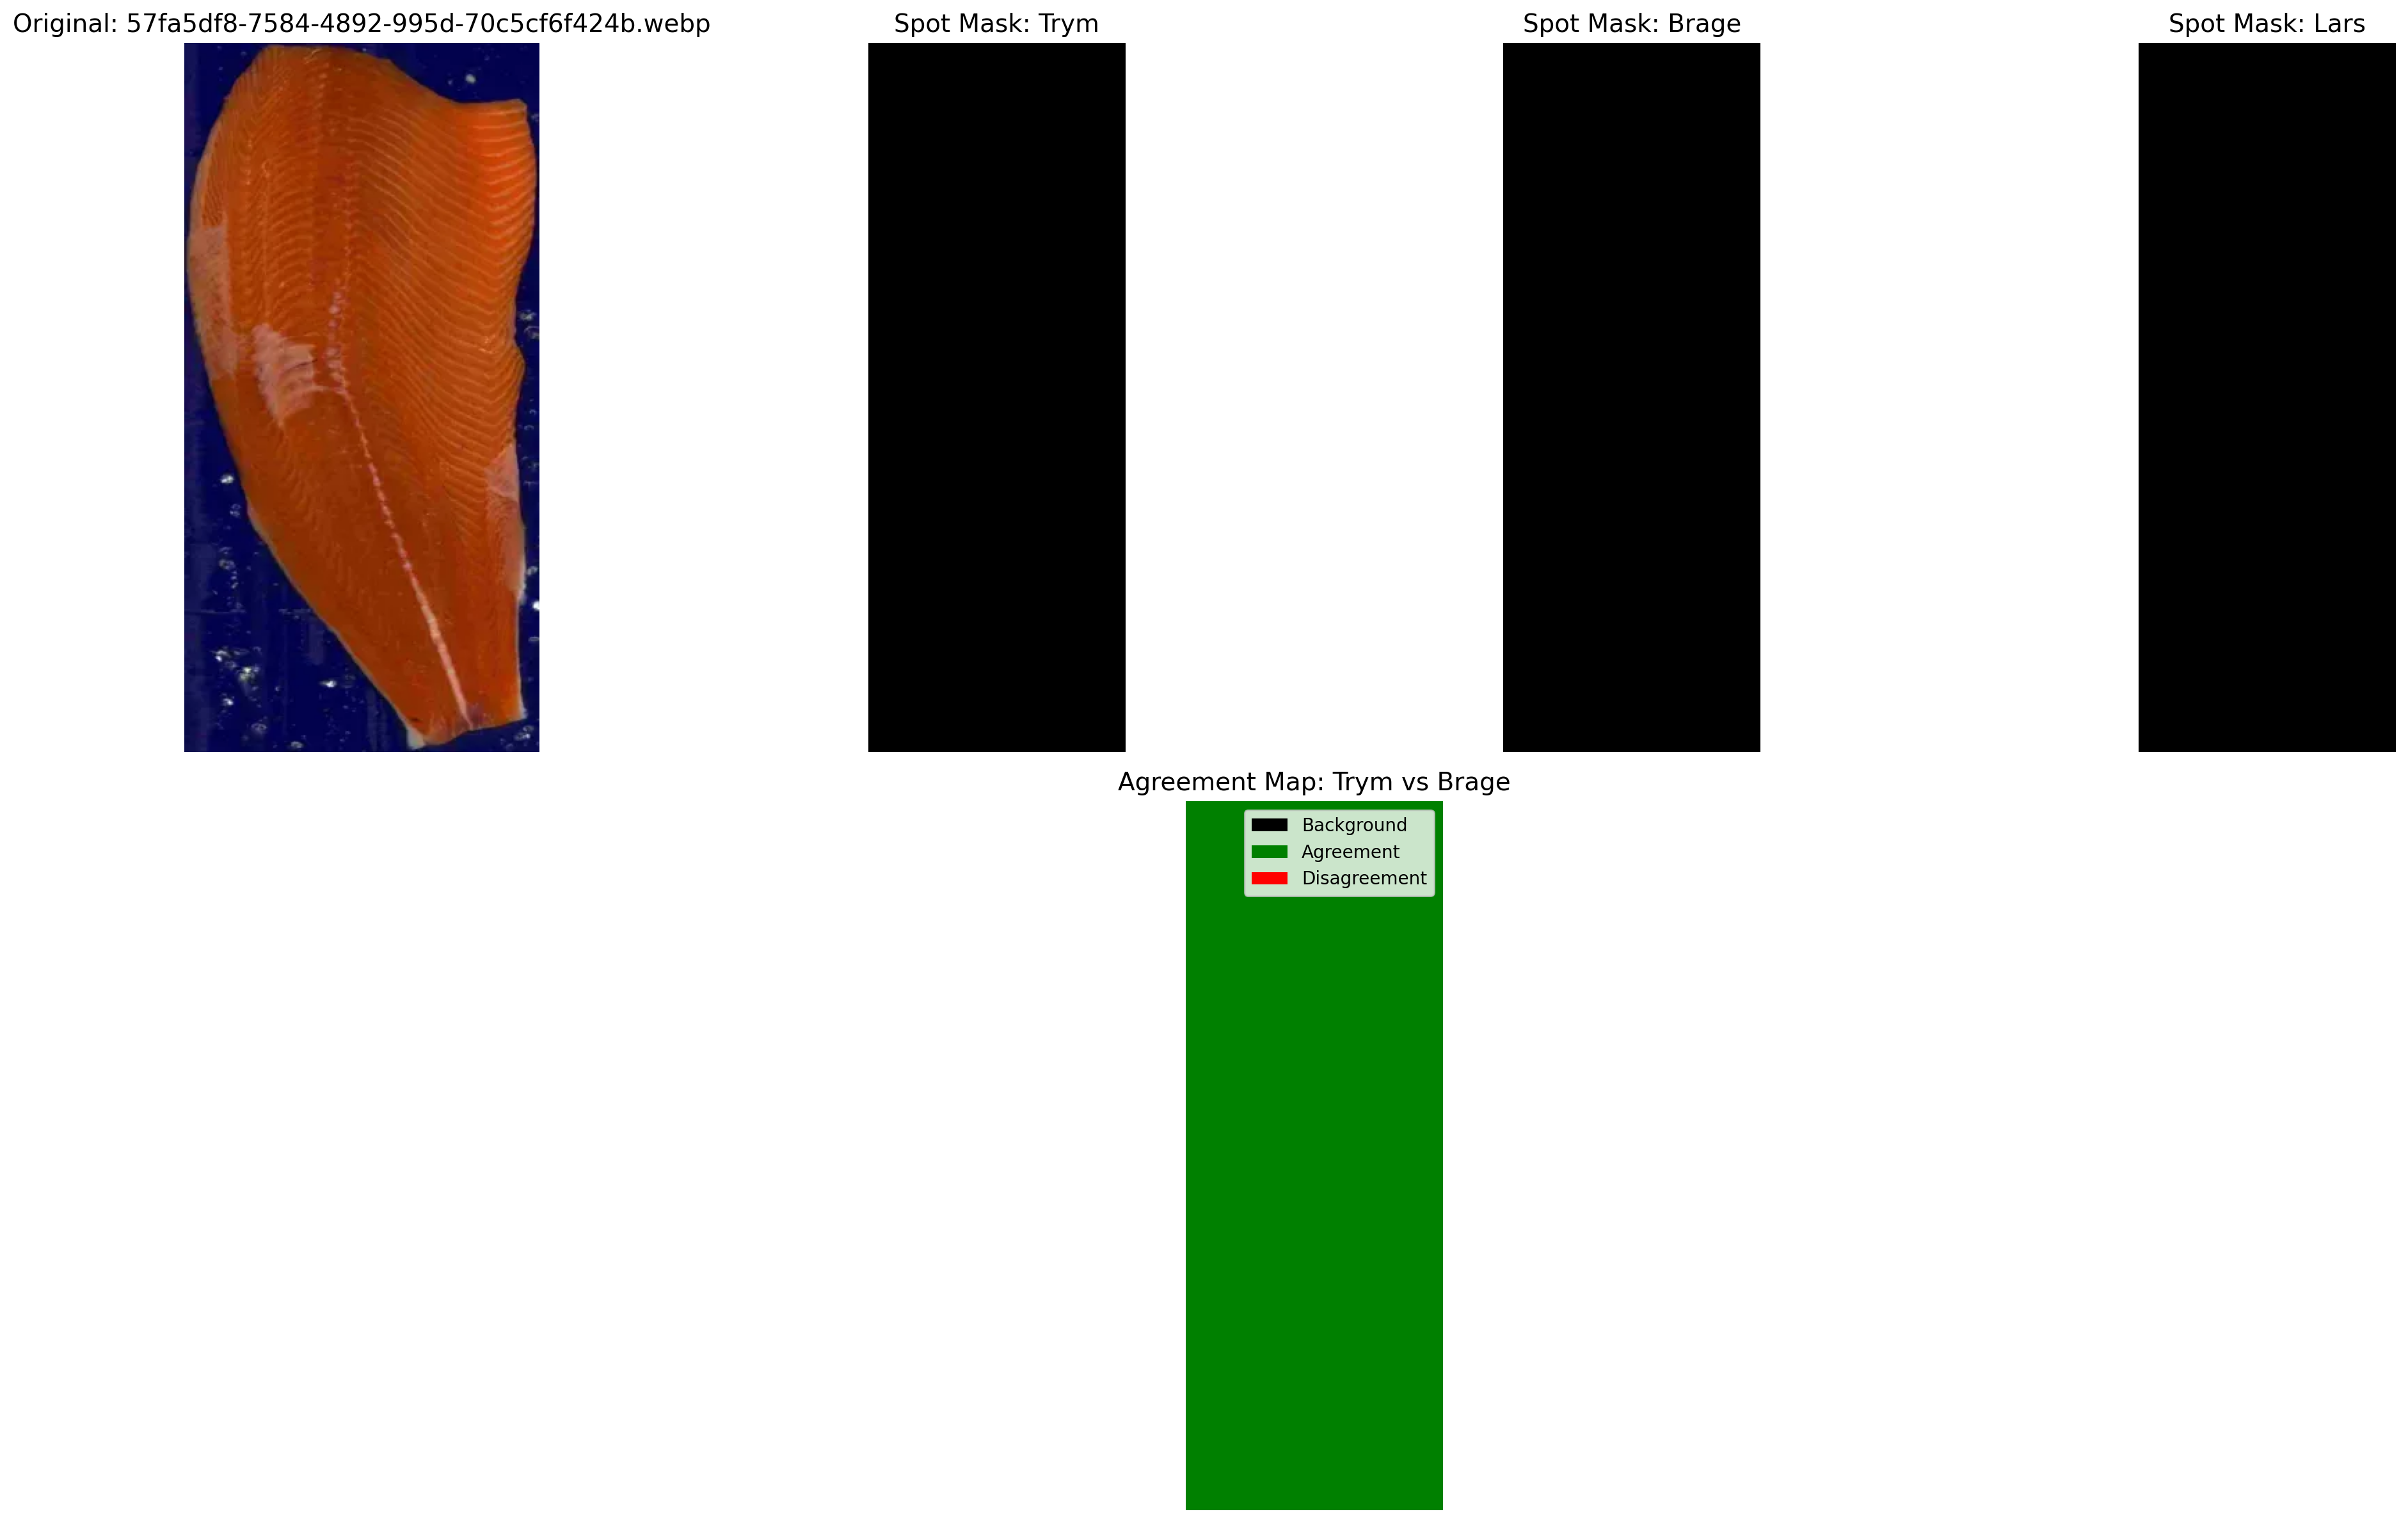 Original: 57fa5df8-7584-4892-995d-70c5cf6f424b.webp
Spot Mask: Trym
Spot Mask: Brage
Spot Mask: Lars
Agreement Map: Trym vs Brage
Background
Agreement
Disagreement